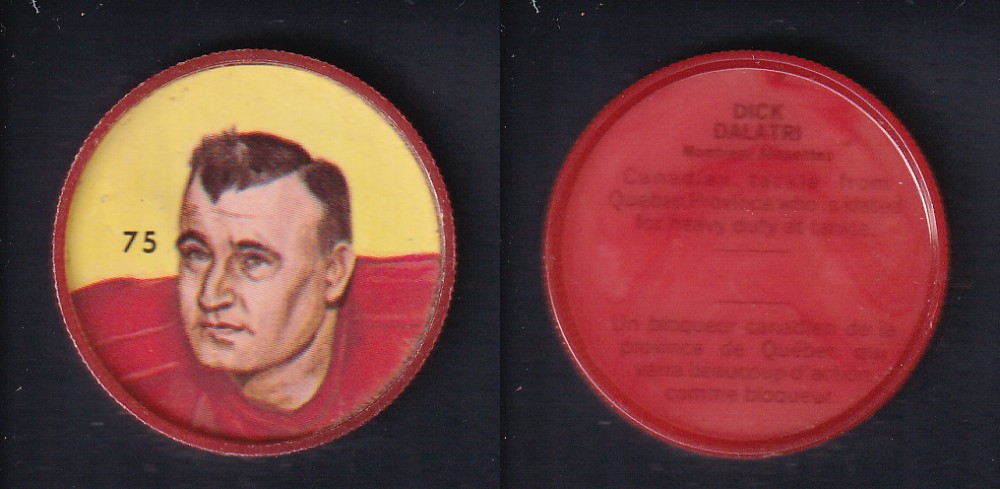 75
DICK
DALATRI
Montreal Alouettes
Canadian tackle from
Quebec Province who is slated
for heavy duty at tackle.
Un bloqueur canadien de la
province de Québec qui
verra beaucoup d'action
comme bloqueur.